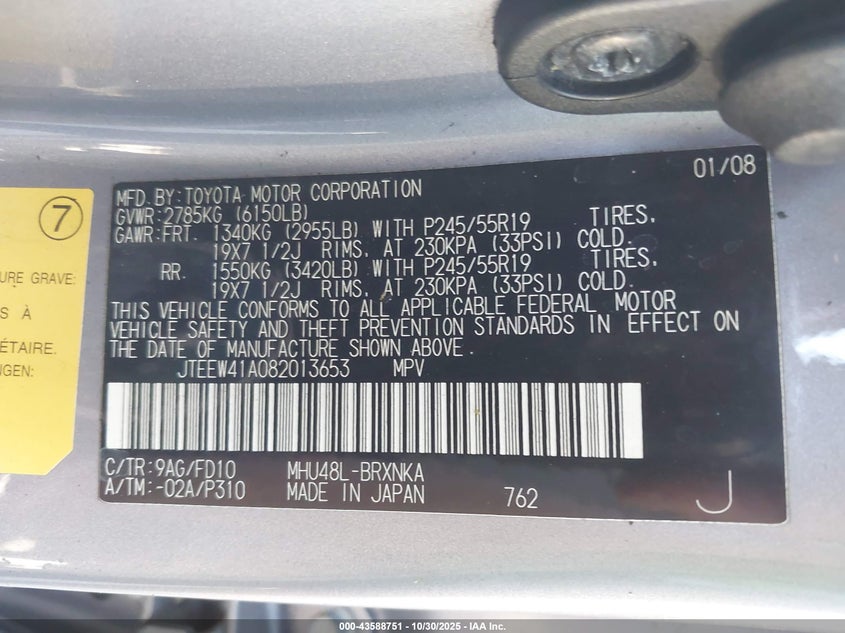 7
URE GRAVE:
S À
ÉTAIRE.
UGEN:
01/08
MFD. BY: TOYOTA MOTOR CORPORATION
GVWR: 2785KG (6150LB)
GAWR: FRT. 1340KG (2955LB) WITH P245/55R19 TIRES,
19X7 1/2J RIMS, AT 230KPA (33PSI) COLD.
RR. 1550KG (3420LB) WITH P245/55R19 TIRES,
19X7 1/2J RIMS, AT 230KPA (33PSI) COLD.
THIS VEHICLE CONFORMS TO ALL APPLICABLE FEDERAL MOTOR
VEHICLE SAFETY AND THEFT PREVENTION STANDARDS IN EFFECT ON
THE DATE OF MANUFACTURE SHOWN ABOVE.
JTEEW41A082013653 MPV
C/TR: 9AG/FD10 MHU48L-BRXNKA
A/TM: -02A/P310 MADE IN JAPAN 762 J
000-43588751 - 10/30/2025 - IAA Inc.